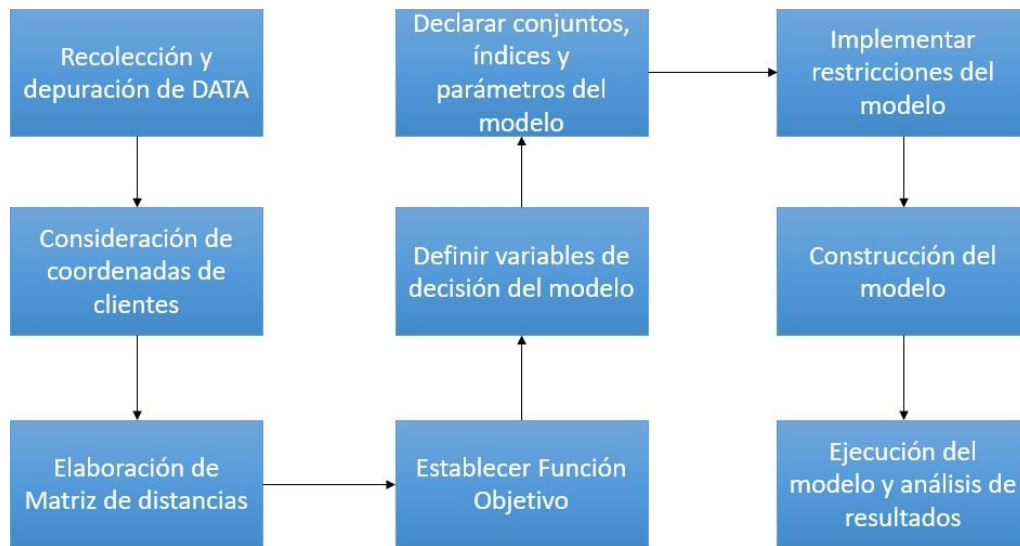 Recolección y
depuración de DATA
Consideración de
coordenadas de
clientes
Elaboración de
Matriz de distancias
Establecer Función
Objetivo
Definir variables de
decisión del modelo
Declarar conjuntos,
índices y
parámetros del
modelo
Implementar
restricciones del
modelo
Construcción del
modelo
Ejecución del
modelo y análisis de
resultados